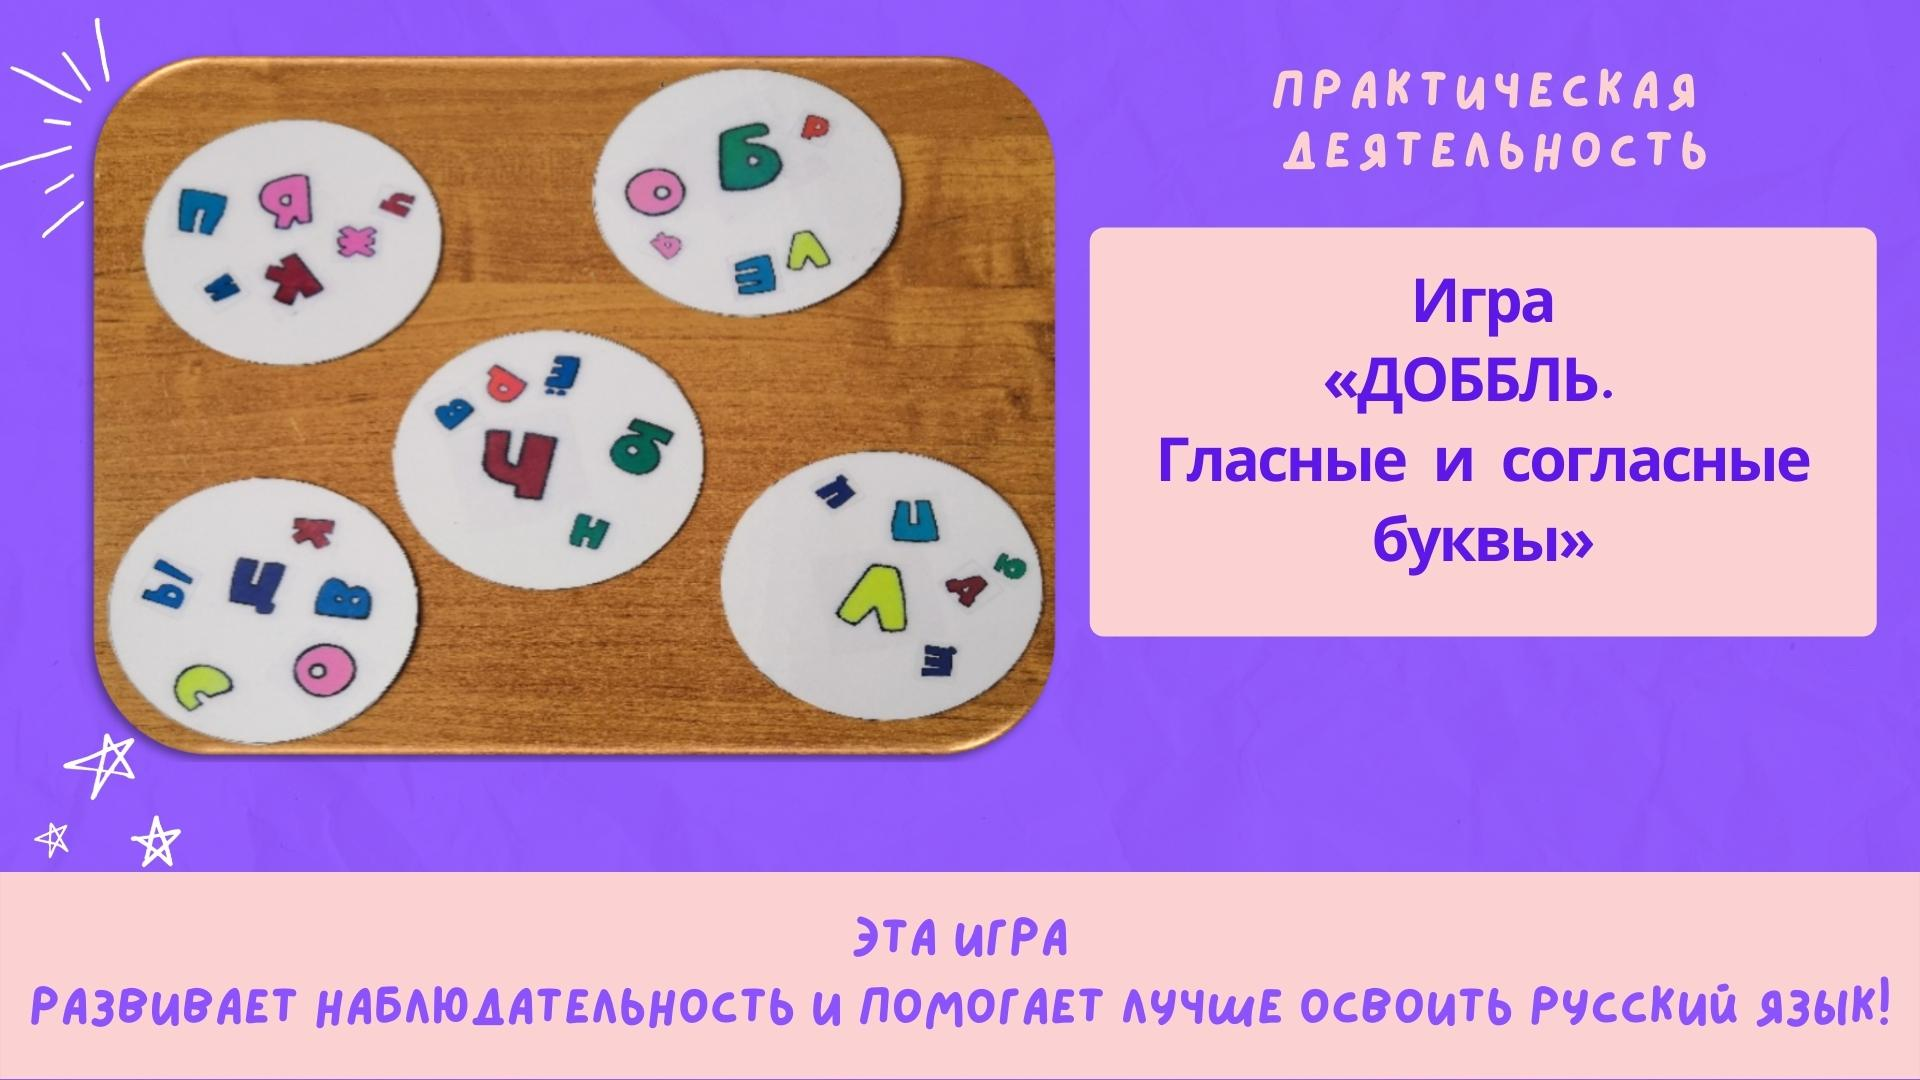 ПРАКТИЧЕСКАЯ
ДЕЯТЕЛЬНОСТЬ
Игра
«ДОББЛЬ.
Гласные и согласные
буквы»
ЭТА ИГРА
РАЗВИВАЕТ НАБЛЮДАТЕЛЬНОСТЬ И ПОМОГАЕТ ЛУЧШЕ ОСВОИТЬ РУССКИЙ ЯЗЫК!